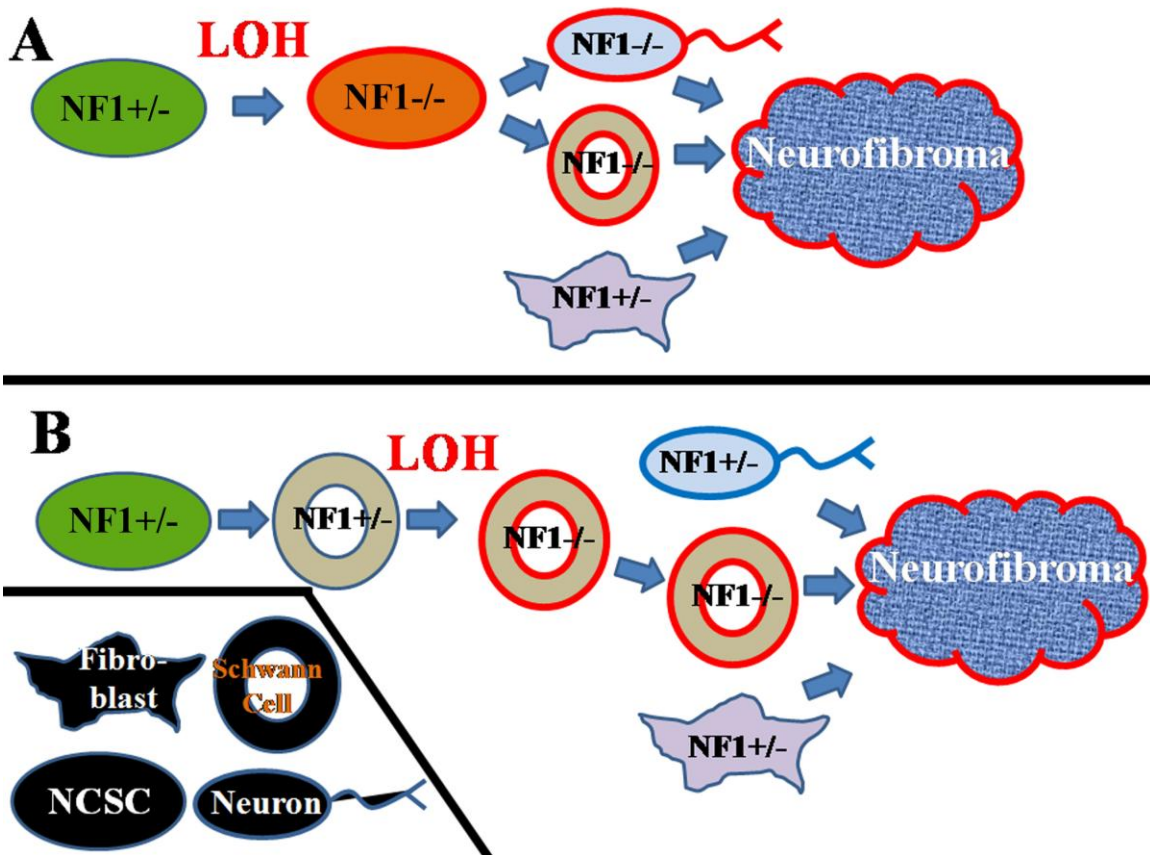 A
LOH
NF1+/-
NF1-/-
NF1-/-
NF1-/-
NF1+/-
Neurofibroma
B
LOH
NF1+/-
NF1+/-
NF1-/-
NF1+/-
NF1-/-
NF1+/-
Neurofibroma
Fibro-
blast
Schwann
Cell
NCSC
Neuron